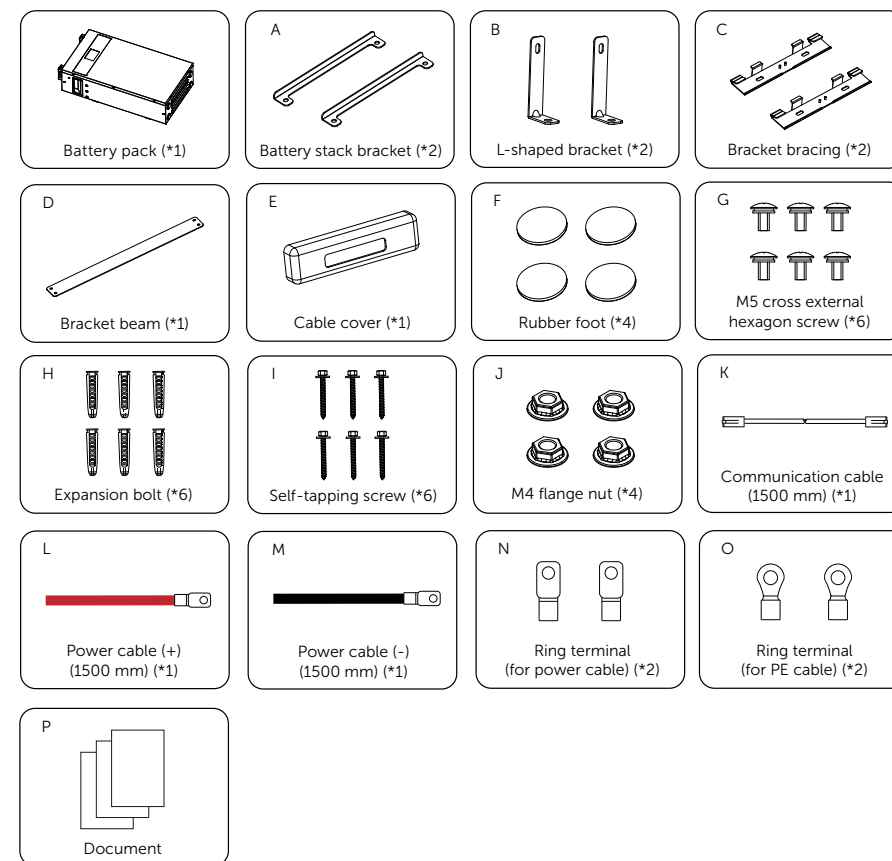 Battery pack (*1)
A
Battery stack bracket (*2)
B
L-shaped bracket (*2)
C
Bracket bracing (*2)
D
Bracket beam (*1)
E
Cable cover (*1)
F
Rubber foot (*4)
G
M5 cross external
hexagon screw (*6)
H
Expansion bolt (*6)
I
Self-tapping screw (*6)
J
M4 flange nut (*4)
K
Communication cable
(1500 mm) (*1)
L
Power cable (+)
(1500 mm) (*1)
M
Power cable (-)
(1500 mm) (*1)
N
Ring terminal
(for power cable) (*2)
O
Ring terminal
(for PE cable) (*2)
P
Document